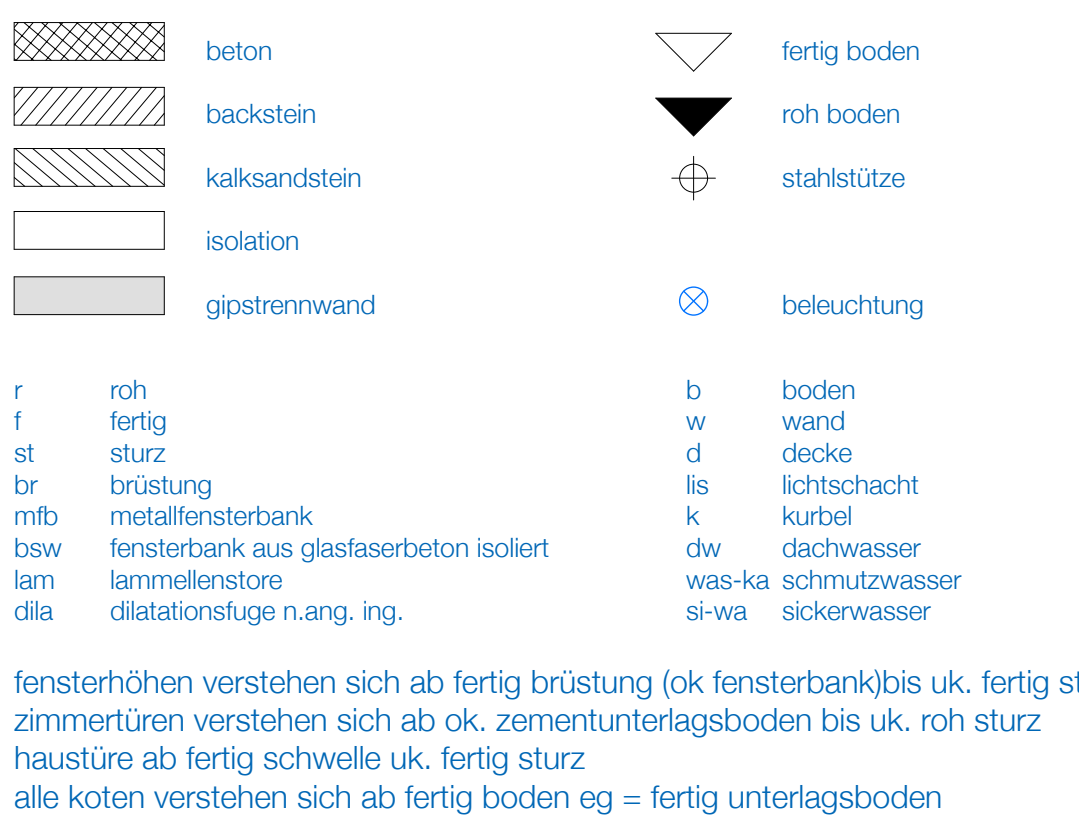 beton fertig boden
backstein roh boden
kalksandstein stahlstütze
isolation
gipstrennwand beleuchtung
r roh b boden
f fertig w wand
st sturz d decke
br brüstung lis lichtschacht
mfb metallfensterbank k kurbel
bsw fensterbank aus glasfaserbeton isoliert dw dachwasser
lam lammellenstore was-ka schmutzwasser
dila dilatationsfuge n.ang. ing. si-wa sickerwasser
fensterhöhen verstehen sich ab fertig brüstung (ok fensterbank)bis uk. fertig
zimmertüren verstehen sich ab ok. zementunterlagsboden bis uk. roh sturz
haustüre ab fertig schwelle uk. fertig sturz
alle koten verstehen sich ab fertig boden eg = fertig unterlagsboden